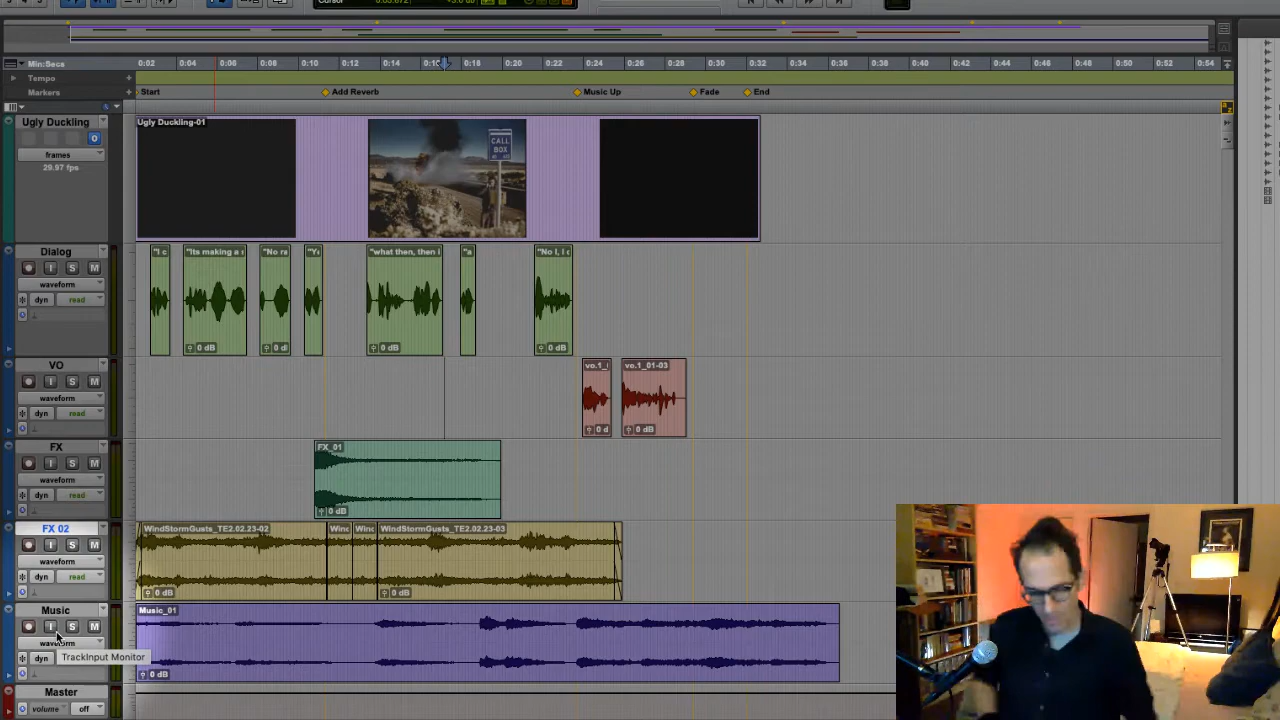 Cursor
Min:Secs 0:02 0:04 0:06 0:08 0:10 0:12 0:14 0:18 0:20 0:22 0:24 0:26 0:28 0:30 0:32 0:34 0:36 0:38 0:40 0:42 0:44 0:46 0:48 0:50 0:52 0:54
Tempo
Markers Start Add Reverb Music Up Fade End
Ugly Duckling
frames
29.97 fps
Ugly Duckling-01
CALL
BOX
Dialog
I S M
waveform
dyn read
"I c "Its making a "No ra "Ye "what then, then i "a "No I, I
0 dB 0 dB 0 dB
VO
I S M
waveform
dyn read
vo.1_ vo.1_01-03
0 d 0 dB
FX
I S M
waveform
dyn read
FX_01
0 dB
FX 02
I S M
waveform
dyn read
WindStormGusts_TE2.02.23-02 Winc Winc WindStormGusts_TE2.02.23-03
0 dB 0 dB
Music
I S M
waveform
dyn
TrackInput Monitor
Music_01
0 dB
Master
volume off